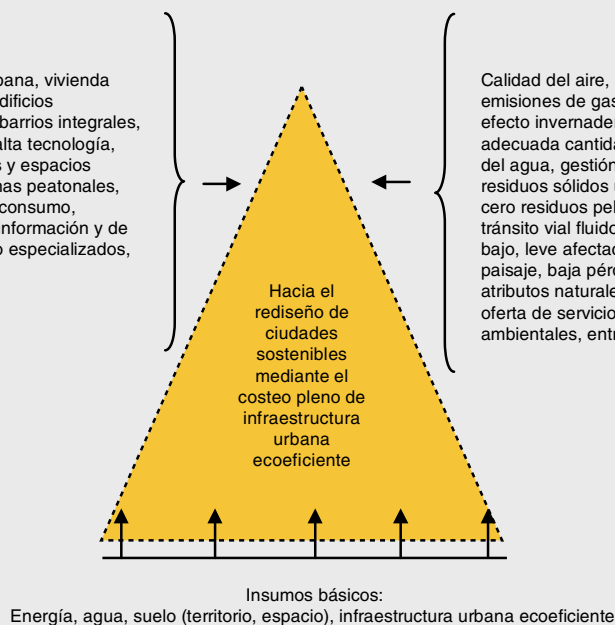 bana, vivienda
dificios
barrios integrales,
alta tecnología,
s y espacios
nas peatonales,
consumo,
nformación y de
o especializados,
Hacia el
rediseño de
ciudades
sostenibles
mediante el
costeo pleno de
infraestructura
urbana
ecoeficiente
Calidad del aire,
emisiones de gas
efecto invernade
adecuada cantida
del agua, gestión
residuos sólidos
cero residuos pel
tránsito vial fluido
bajo, leve afectac
paisaje, baja pérc
atributos naturale
oferta de servicio
ambientales, entr
Insumos básicos:
Energía, agua, suelo (territorio, espacio), infraestructura urbana ecoeficiente